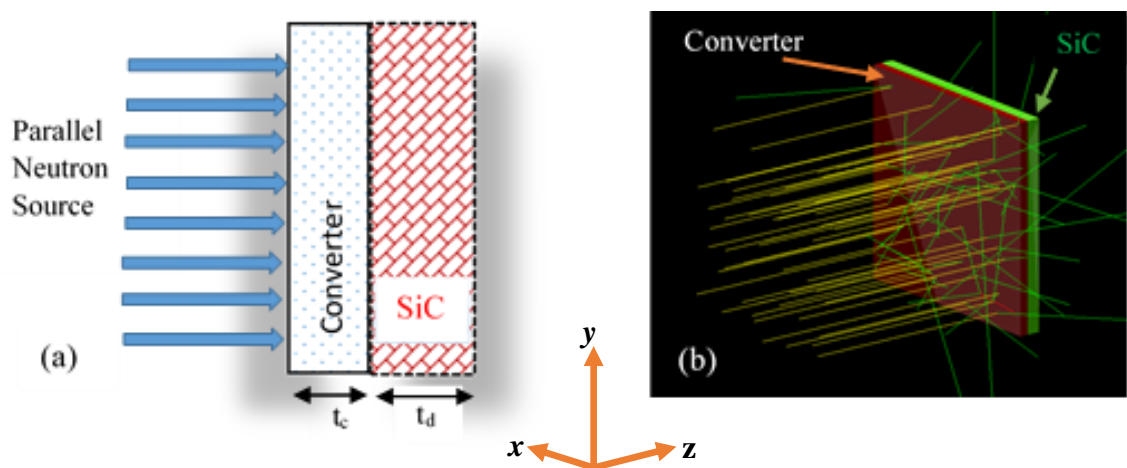 Parallel
Neutron
Source
Converter
SiC
(a)
t_c
t_d
y
x
z
Converter
SiC
(b)